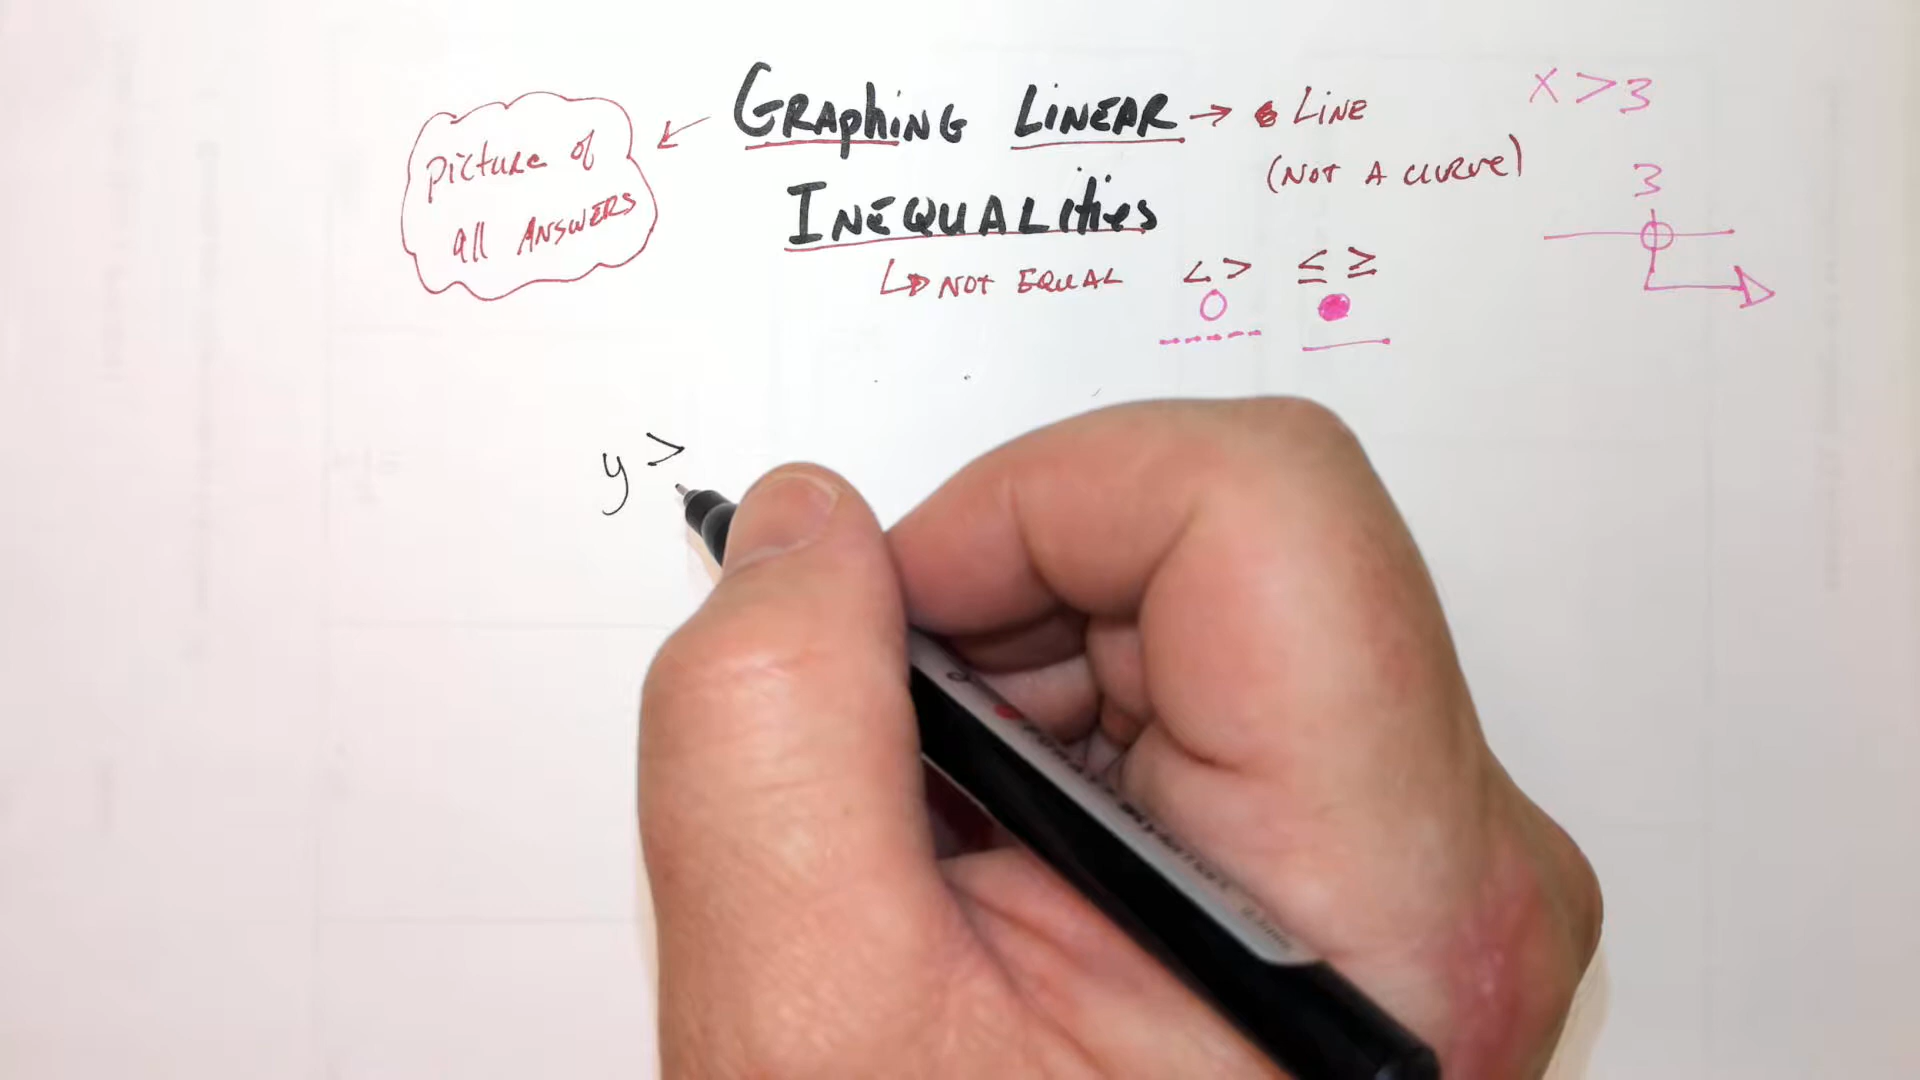 GRAphing LINEAR → LiNE
(NOT A CURVE)
INEQUALities
picture of
all ANSWERS
NOT EQUAL < > ≤ ≥
x > 3
3
y >